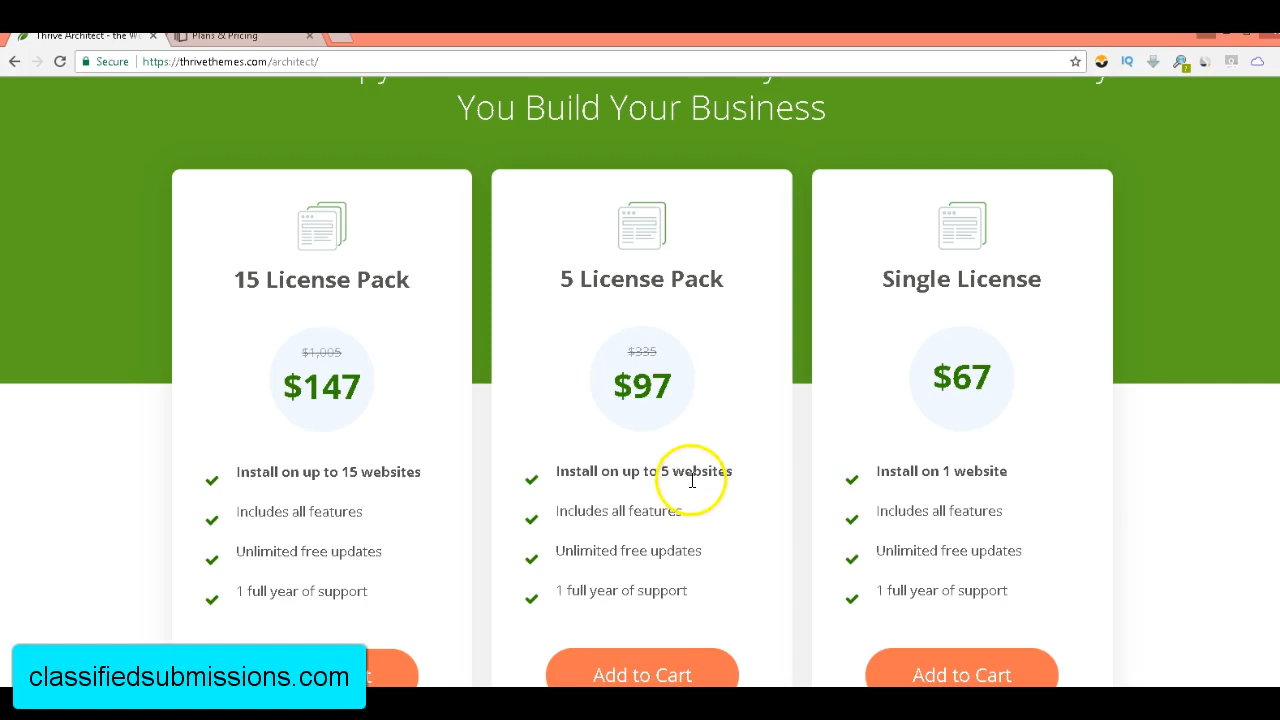 Thrive Architect - the W
Plans & Pricing
Secure https://thrivethemes.com/architect/
You Build Your Business
15 License Pack
$1,005
$147
Install on up to 15 websites
Includes all features
Unlimited free updates
1 full year of support
5 License Pack
$335
$97
Install on up to 5 websites
Includes all features
Unlimited free updates
1 full year of support
Add to Cart
Single License
$67
Install on 1 website
Includes all features
Unlimited free updates
1 full year of support
Add to Cart
classifiedsubmissions.com